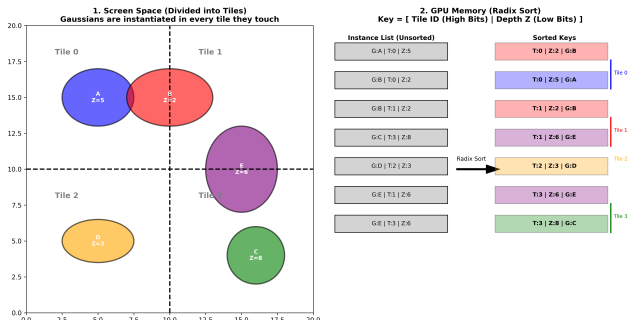 1. Screen Space (Divided into Tiles)
Gaussians are instantiated in every tile they touch
20.0
17.5
15.0
12.5
10.0
7.5
5.0
2.5
0.0
Tile 0
Tile 1
A
Z=5
B
Z=2
E
Z=6
Tile 2
D
Z=3
C
Z=8
0.0
2.5
5.0
7.5
10.0
12.5
15.0
17.5
20.0
2. GPU Memory (Radix Sort)
Key = [ Tile ID (High Bits) | Depth Z (Low Bits) ]
Instance List (Unsorted)
G:A | T:0 | Z:5
G:B | T:0 | Z:2
G:B | T:1 | Z:2
G:C | T:3 | Z:8
G:D | T:2 | Z:3
G:E | T:1 | Z:6
G:E | T:3 | Z:6
Radix Sort
Sorted Keys
T:0 | Z:2 | G:B
T:0 | Z:5 | G:A
T:1 | Z:2 | G:B
T:1 | Z:6 | G:E
T:2 | Z:3 | G:D
T:3 | Z:6 | G:E
T:3 | Z:8 | G:C
Tile 0
Tile 1
Tile 2
Tile 3